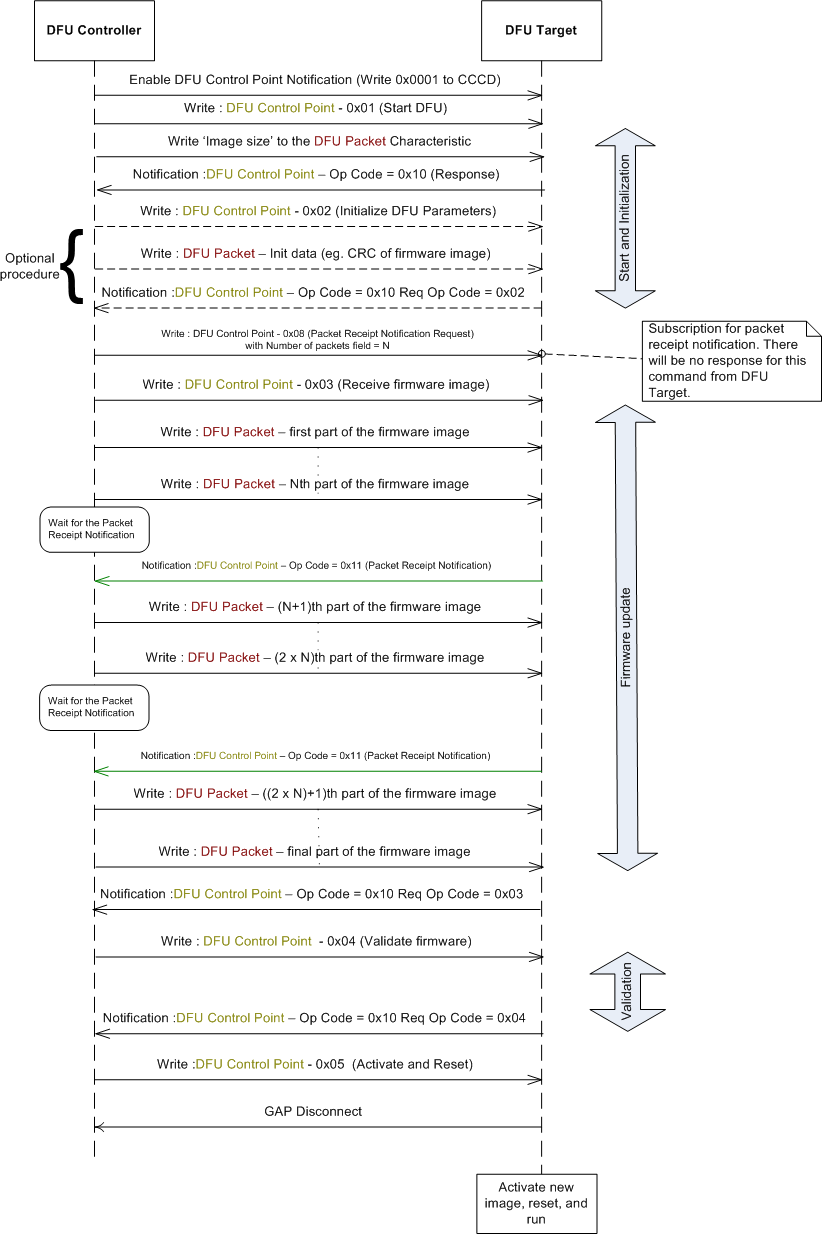 DFU Controller
DFU Target
Enable DFU Control Point Notification (Write 0x0001 to CCCD)
Write : DFU Control Point - 0x01 (Start DFU)
Write ‘Image size’ to the DFU Packet Characteristic
Notification :DFU Control Point – Op Code = 0x10 (Response)
Start and Initialization
Write : DFU Control Point - 0x02 (Initialize DFU Parameters)
Optional
procedure
Write : DFU Packet – Init data (eg. CRC of firmware image)
Notification :DFU Control Point – Op Code = 0x10 Req Op Code = 0x02
Write : DFU Control Point - 0x08 (Packet Receipt Notification Request)
with Number of packets field = N
Subscription for packet
receipt notification. There
will be no response for this
command from DFU
Target.
Write : DFU Control Point - 0x03 (Receive firmware image)
Write : DFU Packet – first part of the firmware image
Write : DFU Packet – Nth part of the firmware image
Wait for the Packet
Receipt Notification
Notification :DFU Control Point – Op Code = 0x11 (Packet Receipt Notification)
Write : DFU Packet – (N+1)th part of the firmware image
Firmware update
Write : DFU Packet – (2 x N)th part of the firmware image
Wait for the Packet
Receipt Notification
Notification :DFU Control Point – Op Code = 0x11 (Packet Receipt Notification)
Write : DFU Packet – ((2 x N)+1)th part of the firmware image
Write : DFU Packet – final part of the firmware image
Notification :DFU Control Point – Op Code = 0x10 Req Op Code = 0x03
Write : DFU Control Point - 0x04 (Validate firmware)
Validation
Notification :DFU Control Point – Op Code = 0x10 Req Op Code = 0x04
Write :DFU Control Point - 0x05 (Activate and Reset)
GAP Disconnect
Activate new
image, reset, and
run